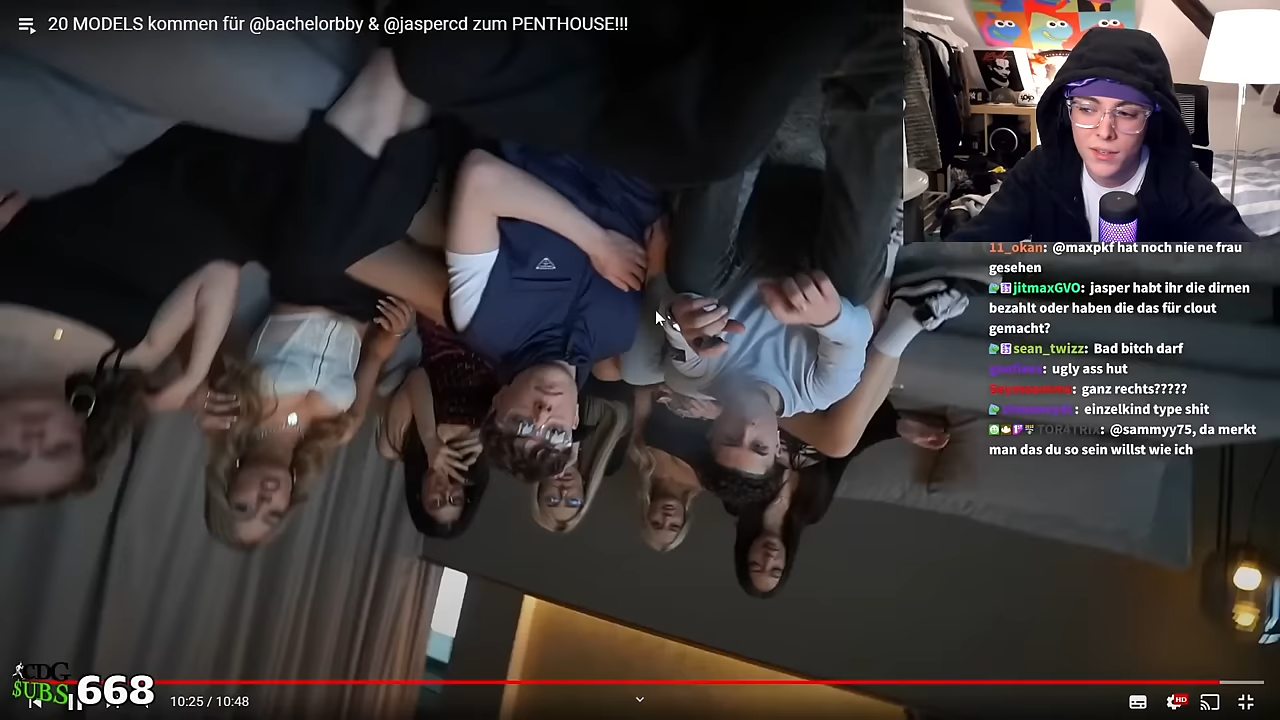 20 MODELS kommen für @bachelorbby & @jaspercd zum PENTHOUSE!!!
11_okan: @maxpkf hat noch nie ne frau
gesehen
jitmaxGVO: jasper habt ihr die dirnen
bezahlt oder haben die das für clout
gemacht?
sean_twizz: Bad bitch darf
: ugly ass hut
: ganz rechts?????
: einzelkind type shit
TOR4TRIX: @sammyy75, da merkt
man das du so sein willst wie ich
CDG
$UBS 668
10:25 / 10:48
HD